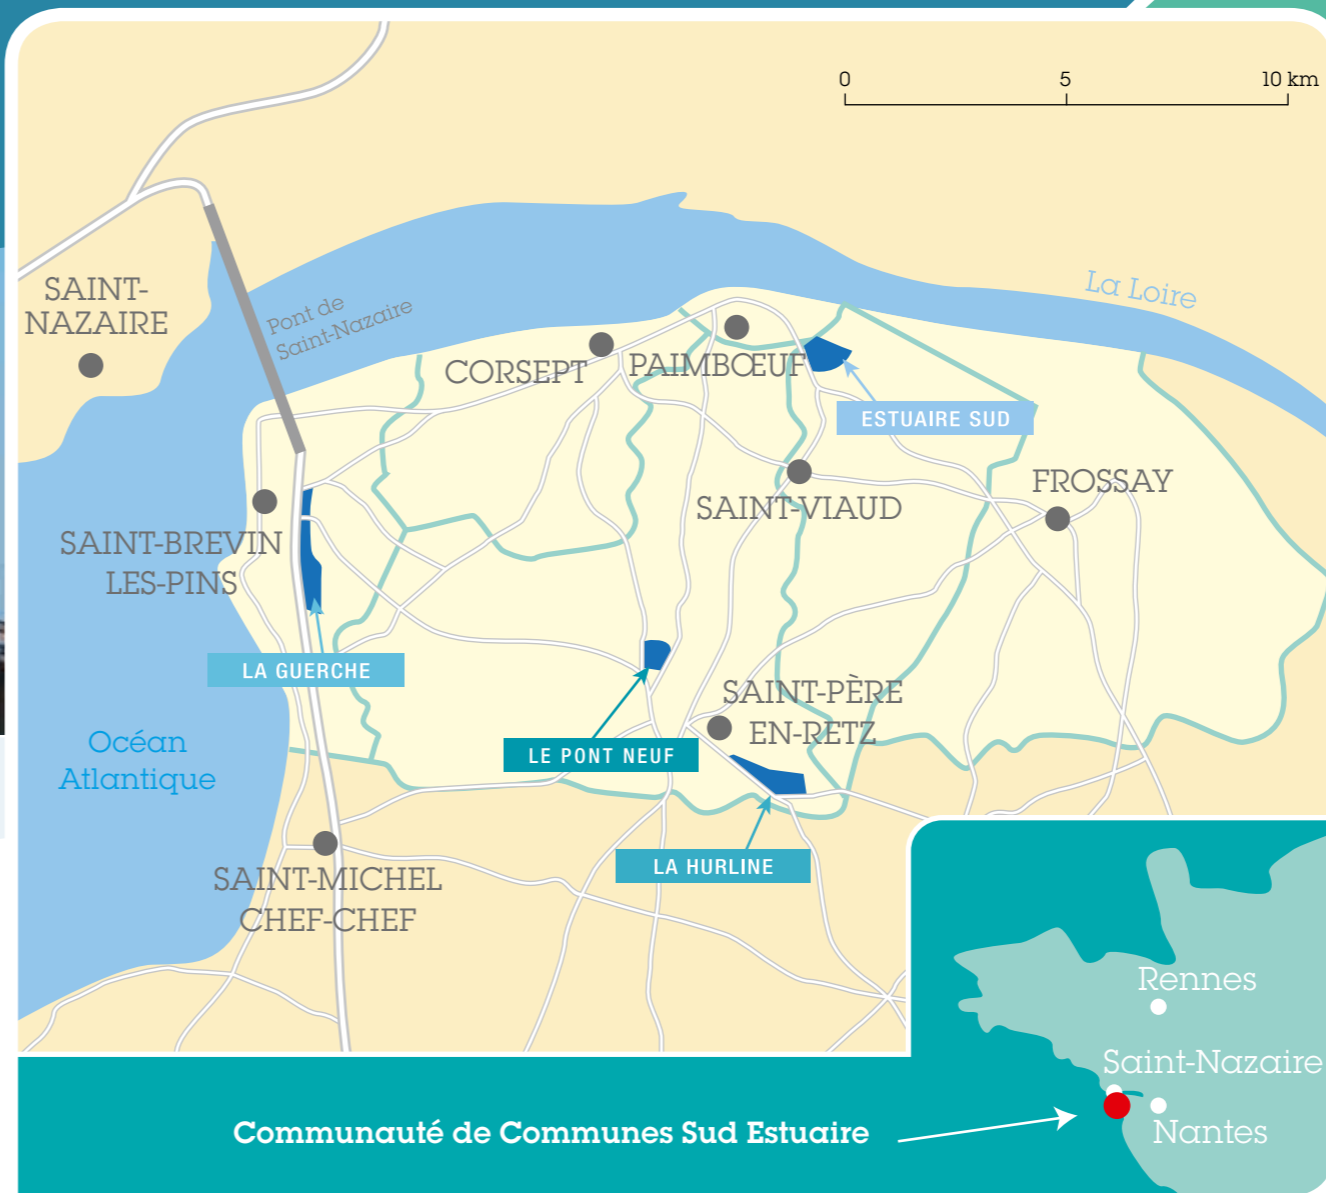 0 5 10 km
La Loire
SAINT-
NAZAIRE
Pont de
Saint-Nazaire
CORSEPT
PAIMBŒUF
ESTUAIRE SUD
SAINT-VIAUD
FROSSAY
SAINT-BREVIN
LES-PINS
LA GUERCHE
SAINT-PÈRE
EN-RETZ
LE PONT NEUF
Océan
Atlantique
LA HURLINE
SAINT-MICHEL
CHEF-CHEF
Rennes
Saint-Nazaire
Nantes
Communauté de Communes Sud Estuaire